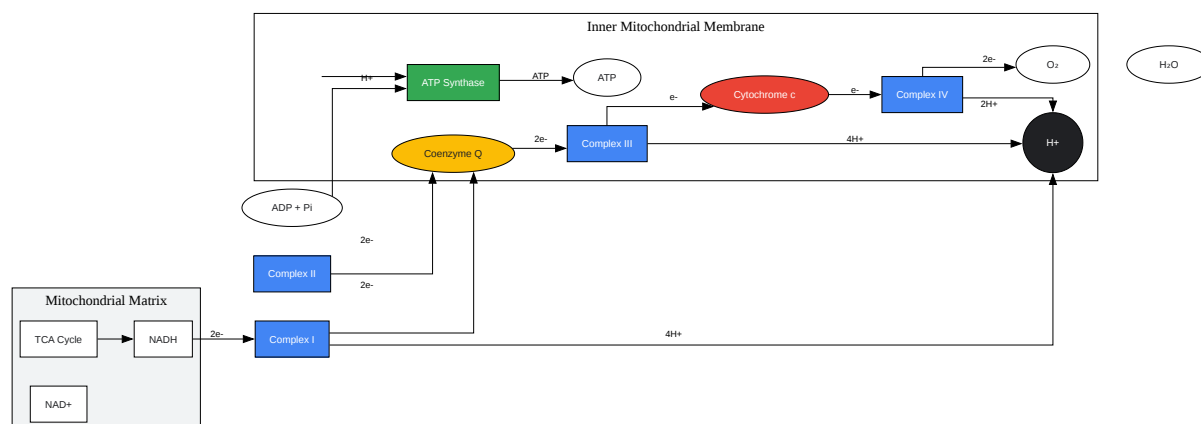 Inner Mitochondrial Membrane
H+
ATP Synthase
ATP
ATP
e-
Cytochrome c
e-
Complex IV
2e-
O₂
H₂O
2H+
Coenzyme Q
2e-
Complex III
4H+
H+
ADP + Pi
2e-
Complex II
2e-
Mitochondrial Matrix
TCA Cycle
NADH
2e-
Complex I
4H+
NAD+